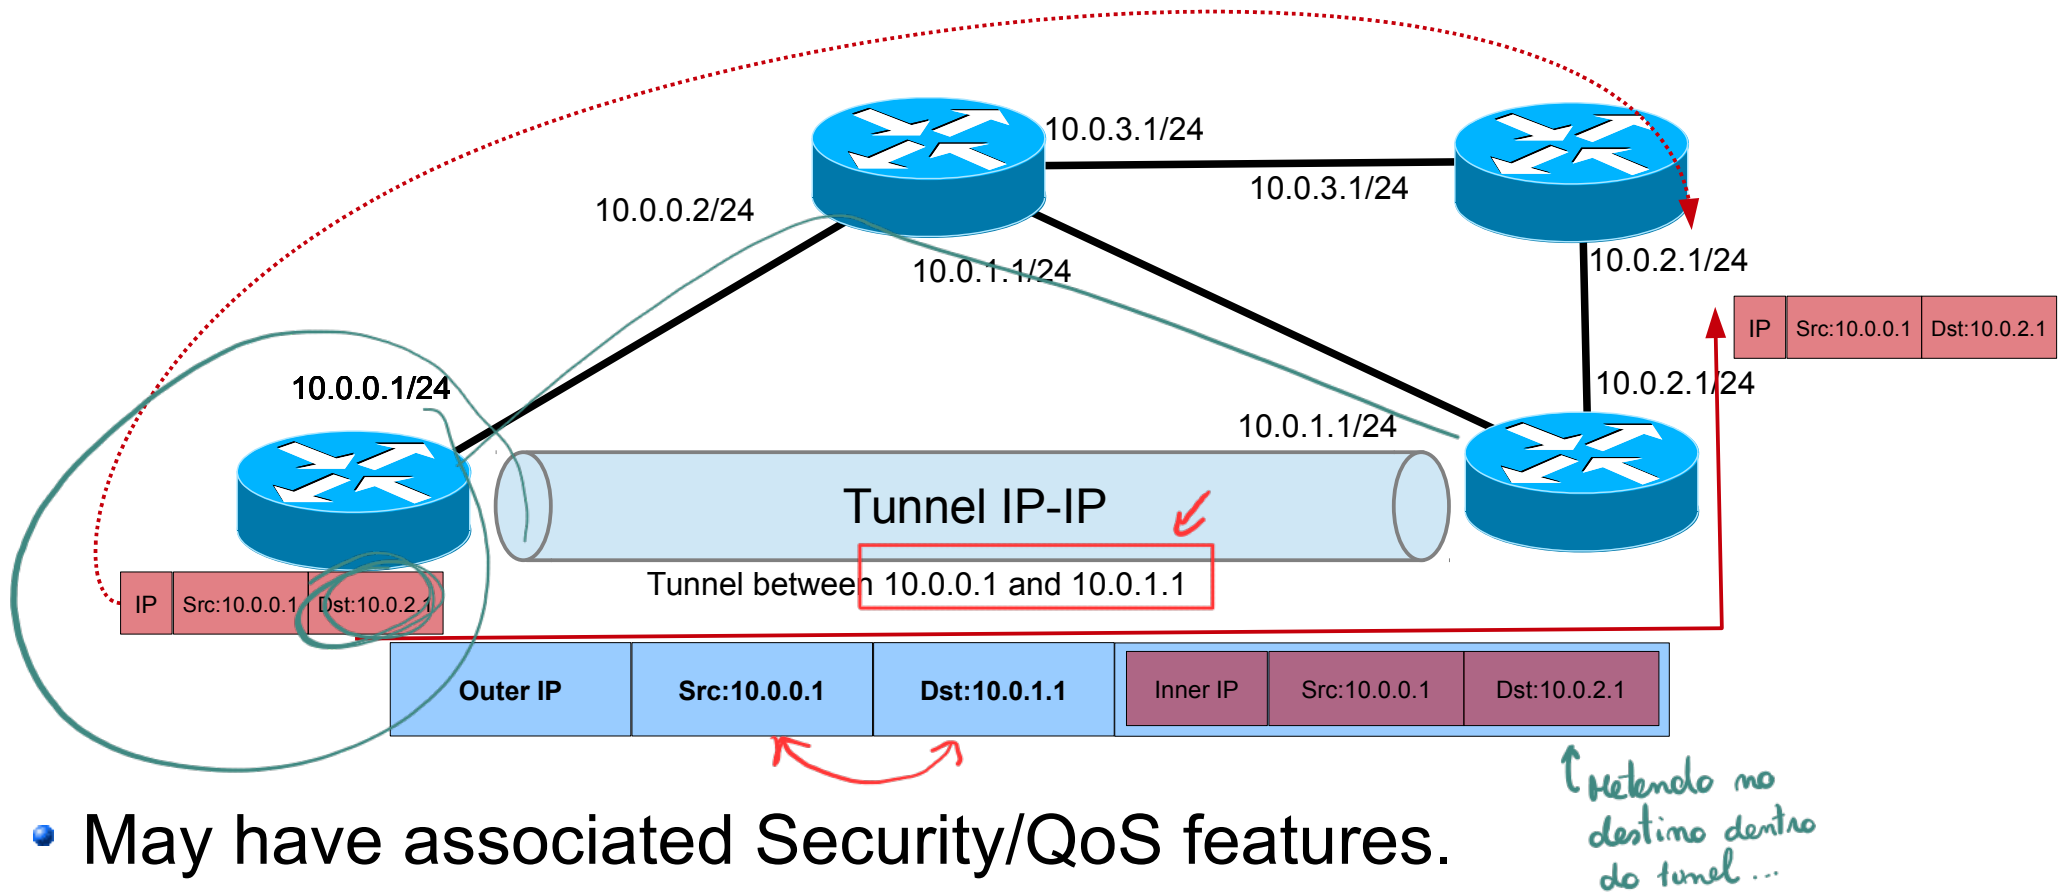 10.0.3.1/24
10.0.3.1/24
10.0.0.2/24
10.0.1.1/24
10.0.2.1/24
IP Src:10.0.0.1 Dst:10.0.2.1
10.0.0.1/24
10.0.2.1/24
10.0.1.1/24
Tunnel IP-IP
Tunnel between 10.0.0.1 and 10.0.1.1
IP Src:10.0.0.1 Dst:10.0.2.1
Outer IP Src:10.0.0.1 Dst:10.0.1.1 Inner IP Src:10.0.0.1 Dst:10.0.2.1
Metendo no
destino dentro
do tunel ...
May have associated Security/QoS features.